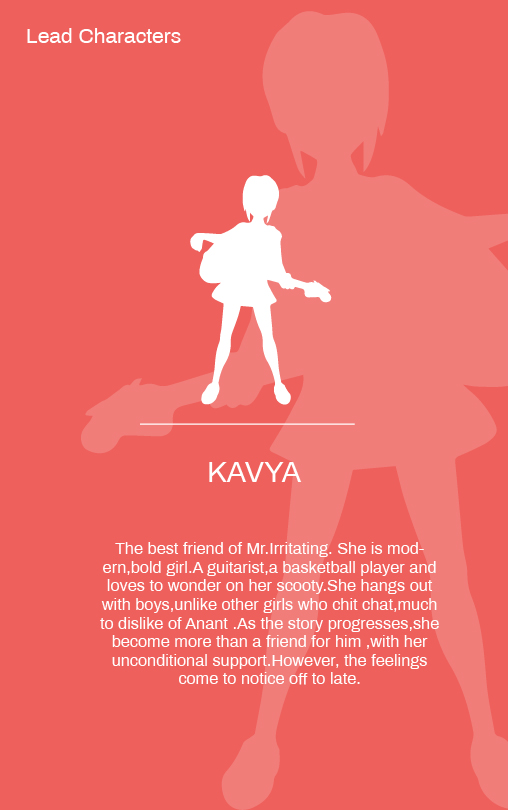 Lead Characters
KAVYA
The best friend of Mr.Irritating. She is mod-
ern,bold girl.A guitarist,a basketball player and
loves to wonder on her scooty.She hangs out
with boys,unlike other girls who chit chat,much
to dislike of Anant .As the story progresses,she
become more than a friend for him ,with her
unconditional support.However, the feelings
come to notice off to late.